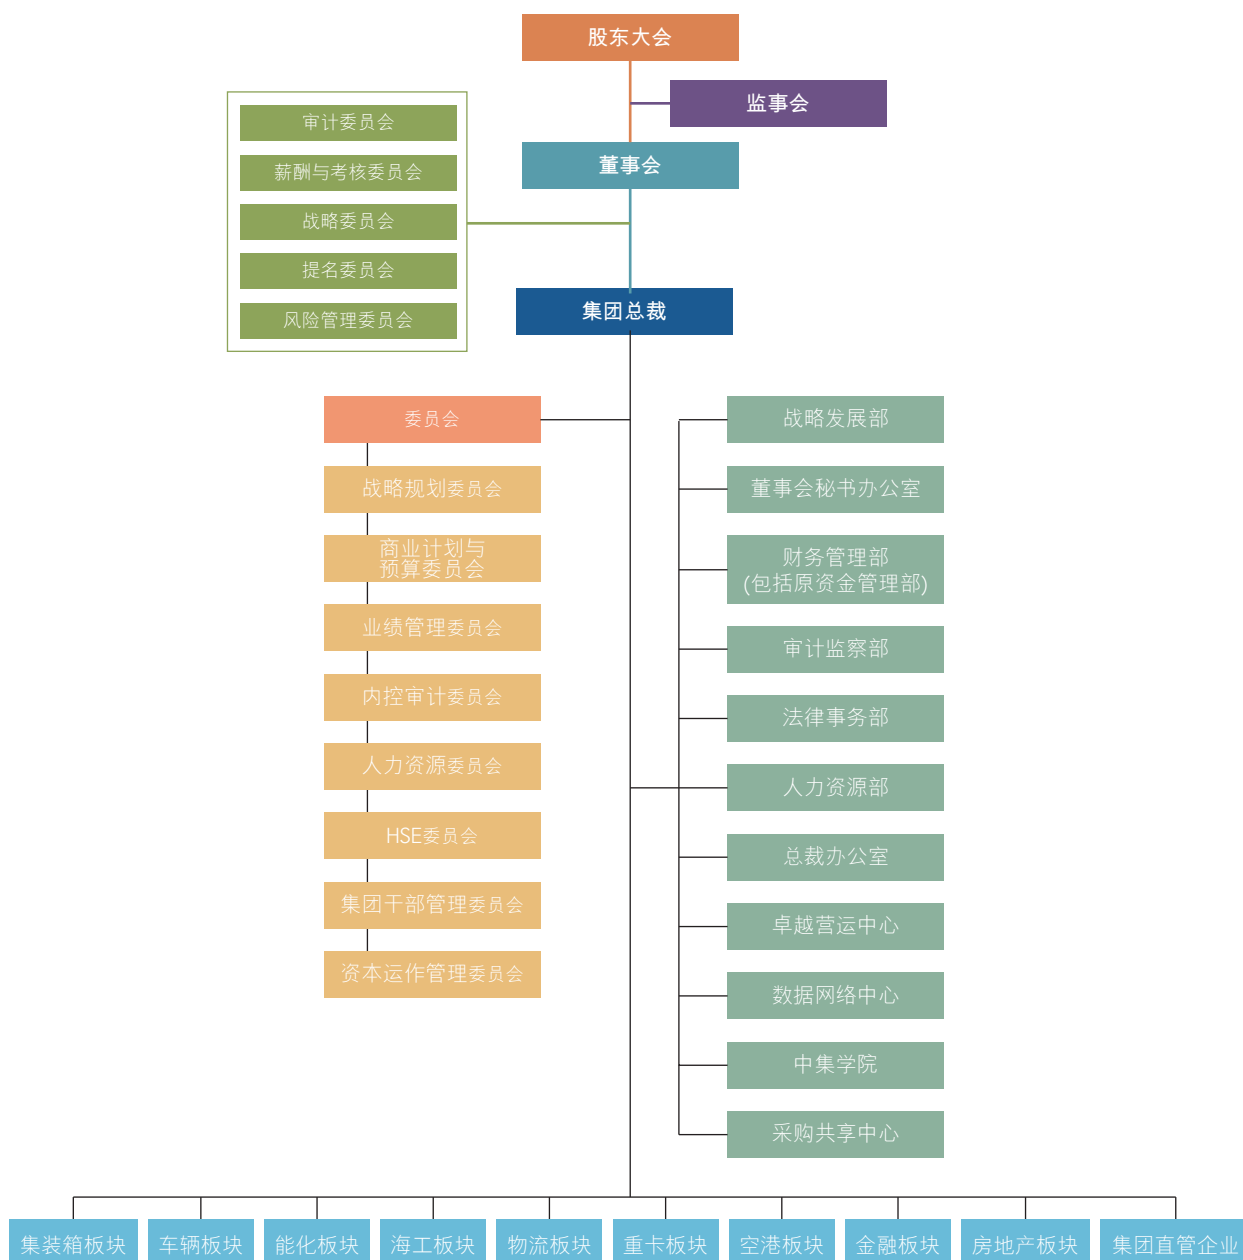 股东大会
监事会
董事会
审计委员会
薪酬与考核委员会
战略委员会
提名委员会
风险管理委员会
集团总裁
委员会
战略规划委员会
商业计划与
预算委员会
业绩管理委员会
内控审计委员会
人力资源委员会
HSE委员会
集团干部管理委员会
资本运作管理委员会
战略发展部
董事会秘书办公室
财务管理部
(包括原资金管理部)
审计监察部
法律事务部
人力资源部
总裁办公室
卓越营运中心
数据网络中心
中集学院
采购共享中心
集装箱板块
车辆板块
能化板块
海工板块
物流板块
重卡板块
空港板块
金融板块
房地产板块
集团直管企业